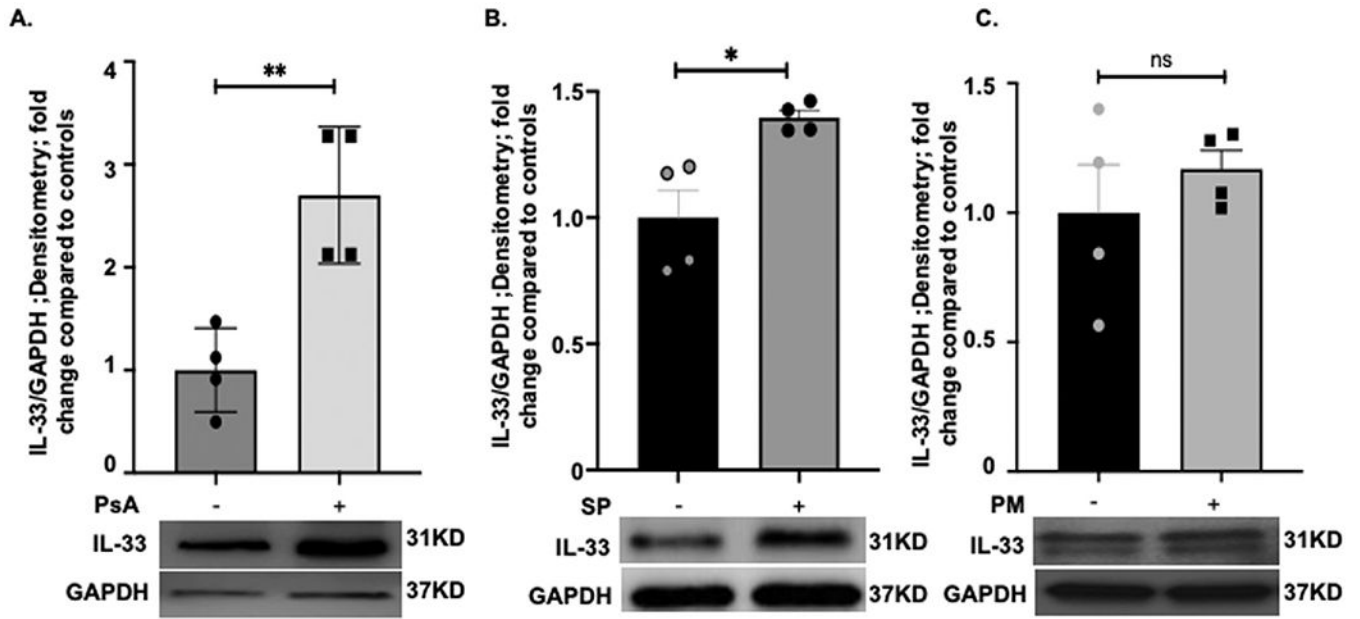 A.
IL-33/GAPDH ;Densitometry; fold
change compared to controls
4
3
2
1
0
**
PsA - +
IL-33 31KD
GAPDH 37KD
B.
IL-33/GAPDH ;Densitometry; fold
change compared to controls
1.5
1.0
0.5
0
*
SP - +
IL-33 31KD
GAPDH 37KD
C.
IL-33/GAPDH ;Densitometry; fold
change compared to controls
1.5
1.0
0.5
0
ns
PM - +
IL-33 31KD
GAPDH 37KD